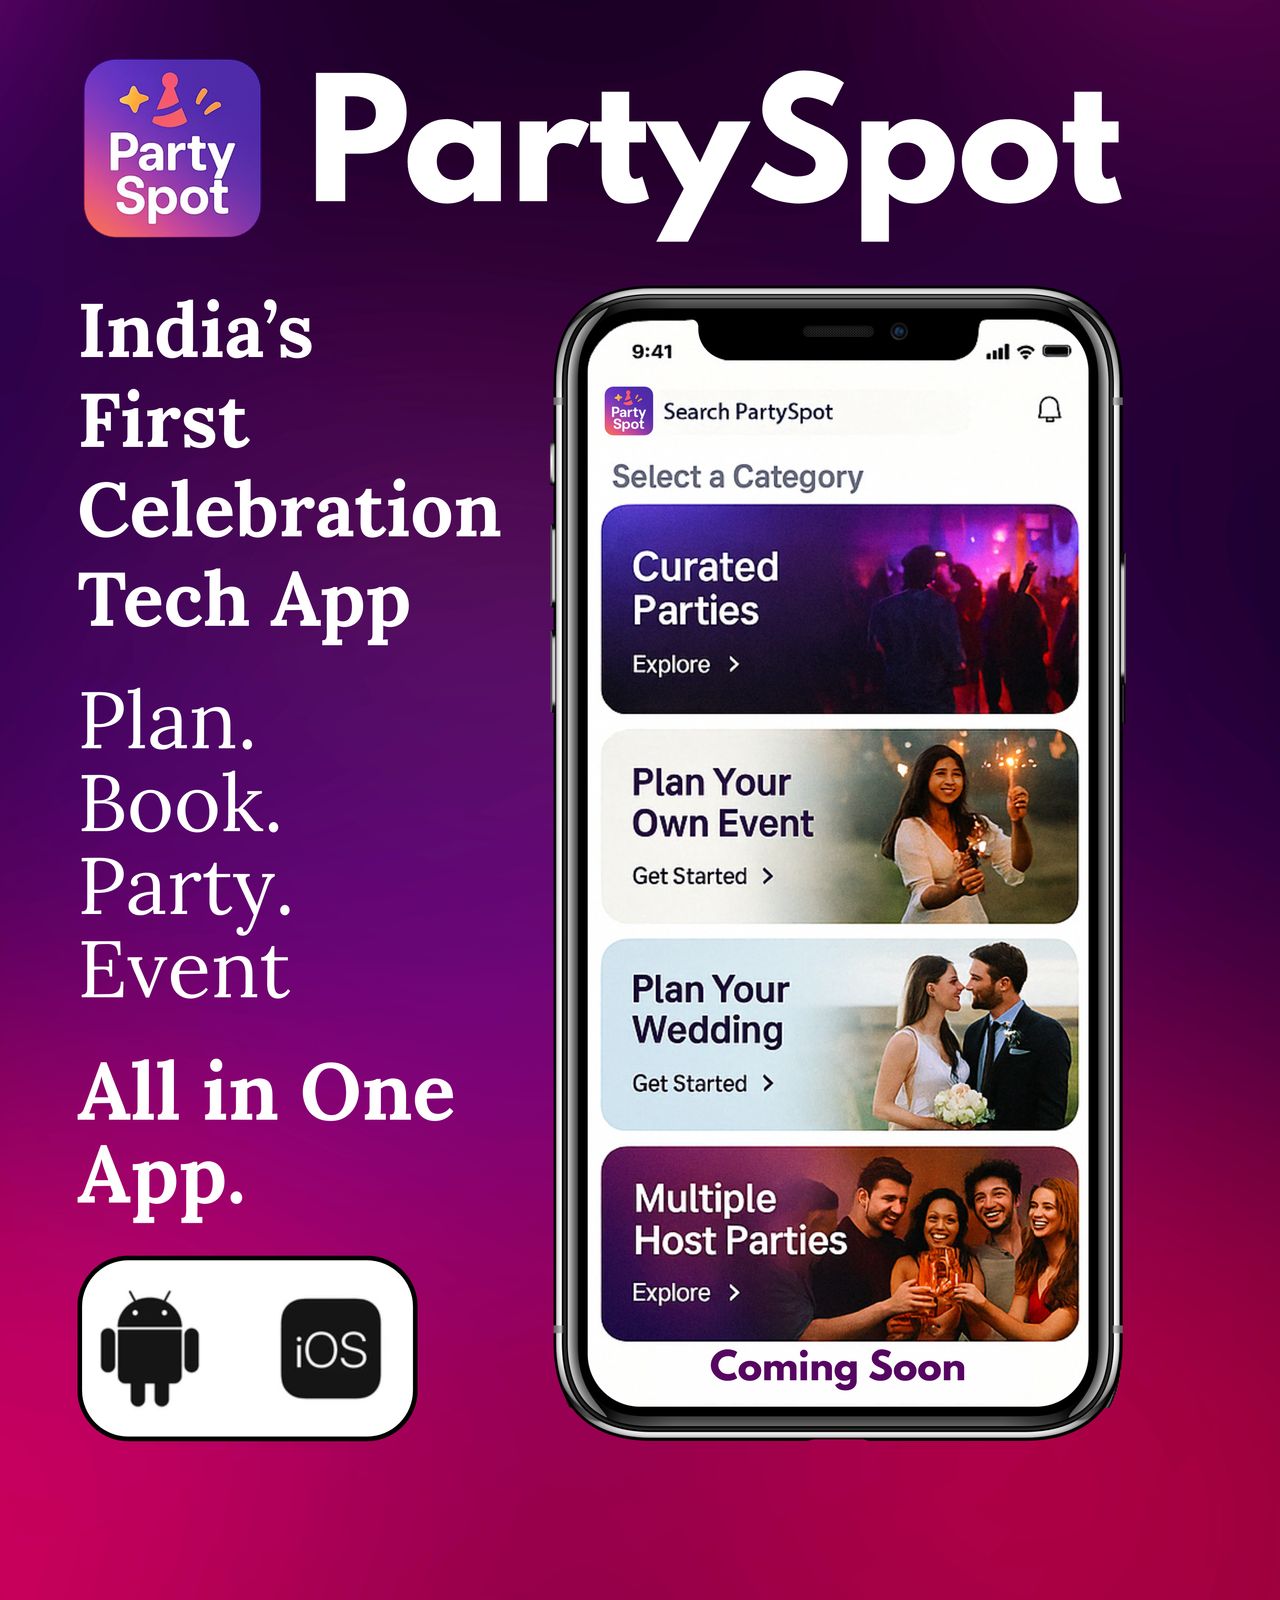 Party
Spot
PartySpot
India’s
First
Celebration
Tech App
Plan.
Book.
Party.
Event
All in One
App.
iOS
9:41
Party
Spot
Search PartySpot
Select a Category
Curated
Parties
Explore >
Plan Your
Own Event
Get Started >
Plan Your
Wedding
Get Started >
Multiple
Host Parties
Explore >
Coming Soon